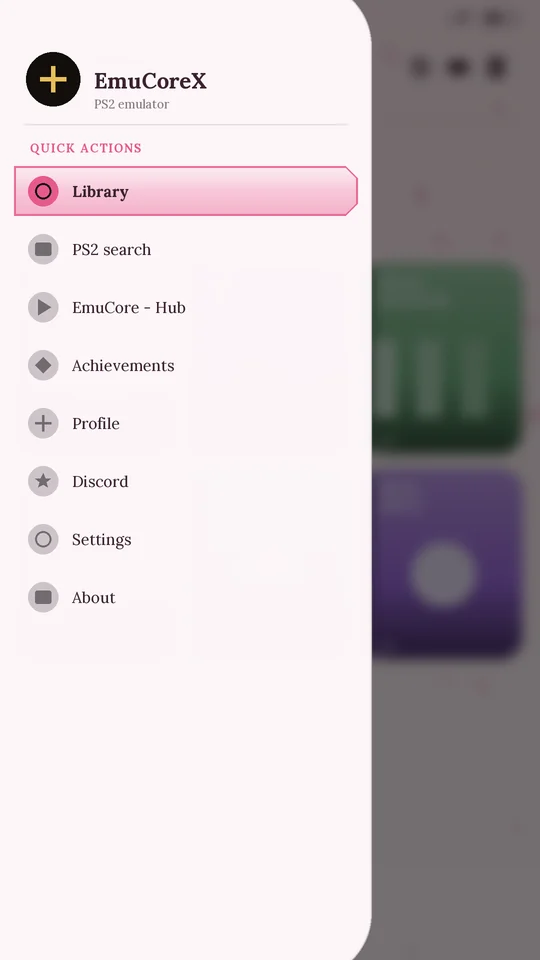 EmuCoreX
PS2 emulator
QUICK ACTIONS
Library
PS2 search
EmuCore - Hub
Achievements
Profile
Discord
Settings
About